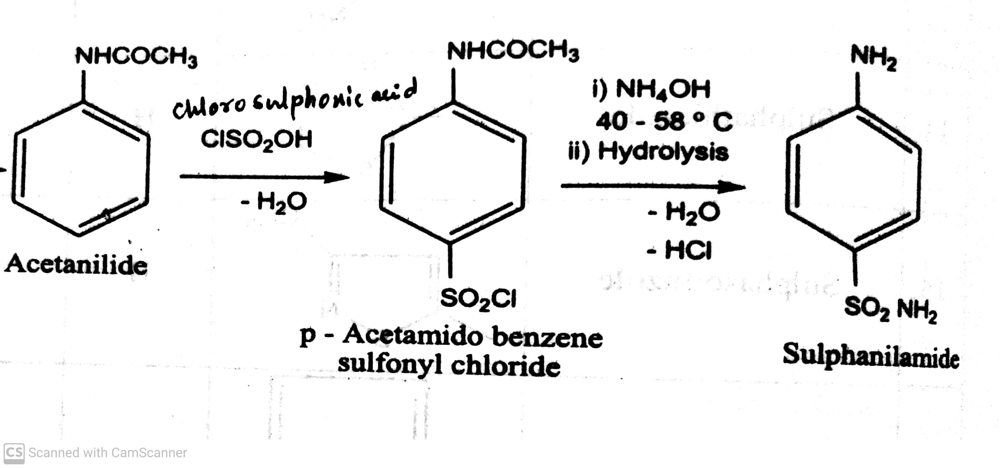 NHCOCH₃
chloro sulphonic acid
ClSO₂OH
- H₂O
Acetanilide
NHCOCH₃
SO₂Cl
p - Acetamido benzene
sulfonyl chloride
i) NH₄OH
40 - 58 ° C
ii) Hydrolysis
- H₂O
- HCl
NH₂
SO₂ NH₂
Sulphanilamide
CS Scanned with CamScanner